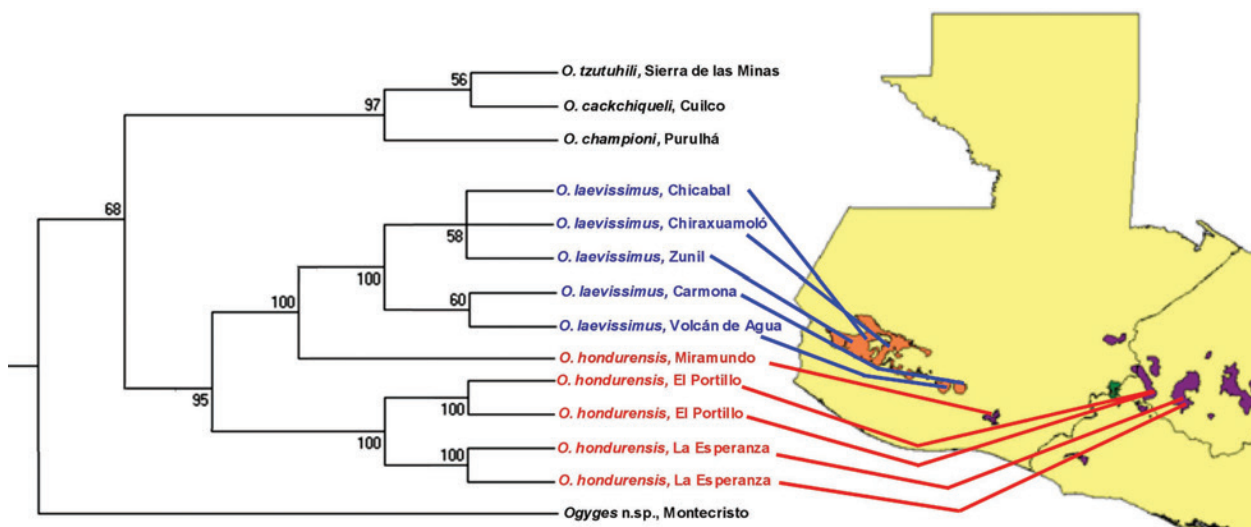 56
O. tzutuhili, Sierra de las Minas
97
O. cackchiqueli, Cuilco
O. championi, Purulhá
68
O. laevissimus, Chicabal
O. laevissimus, Chiraxuamoló
58
O. laevissimus, Zunil
100
60
O. laevissimus, Carmona
100
O. laevissimus, Volcán de Agua
O. hondurensis, Miramundo
95
O. hondurensis, El Portillo
100
O. hondurensis, El Portillo
100
100
O. hondurensis, La Esperanza
O. hondurensis, La Esperanza
Ogyges n.sp., Montecristo